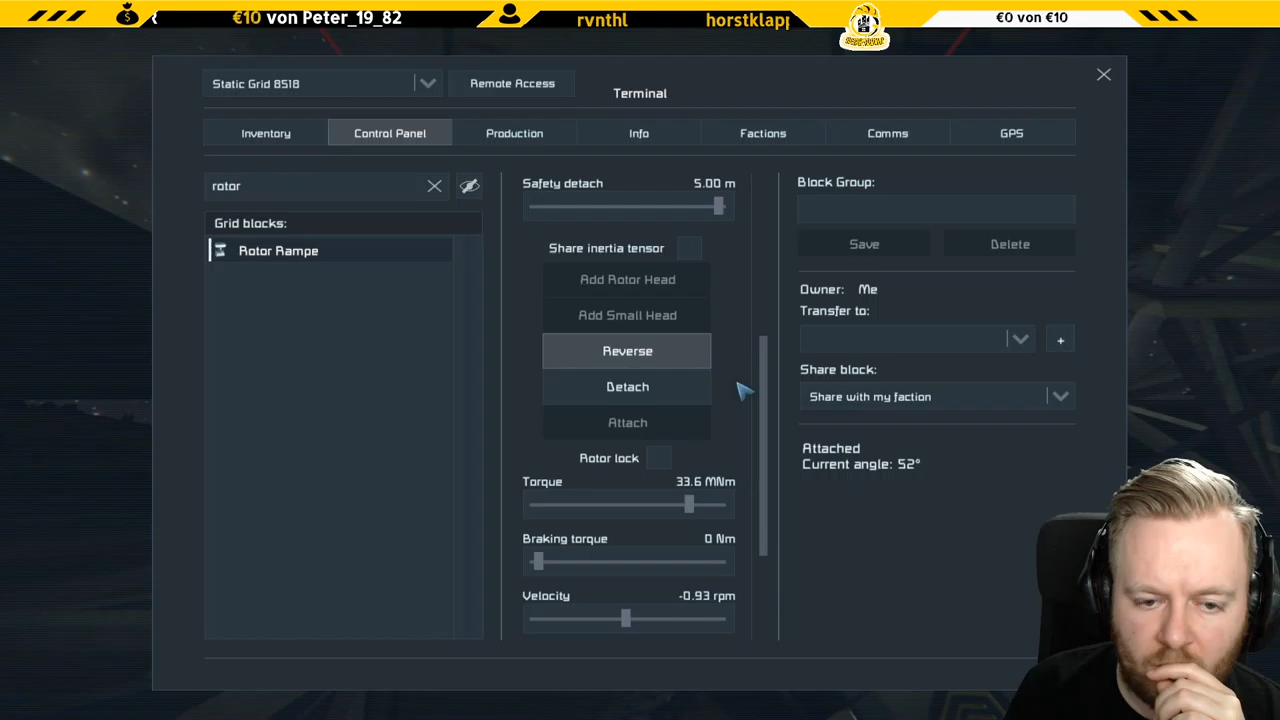 €10 von Peter_19_82
rvnthl
horstklapp
€0 von €10
Static Grid 8518
Remote Access
Terminal
Inventory
Control Panel
Production
Info
Factions
Comms
GPS
rotor
Grid blocks:
Rotor Rampe
Safety detach 5.00 m
Share inertia tensor
Add Rotor Head
Add Small Head
Reverse
Detach
Attach
Rotor lock
Torque 33.6 MNm
Braking torque 0 Nm
Velocity -0.93 rpm
Block Group:
Save
Delete
Owner: Me
Transfer to:
+
Share block:
Share with my faction
Attached
Current angle: 52°